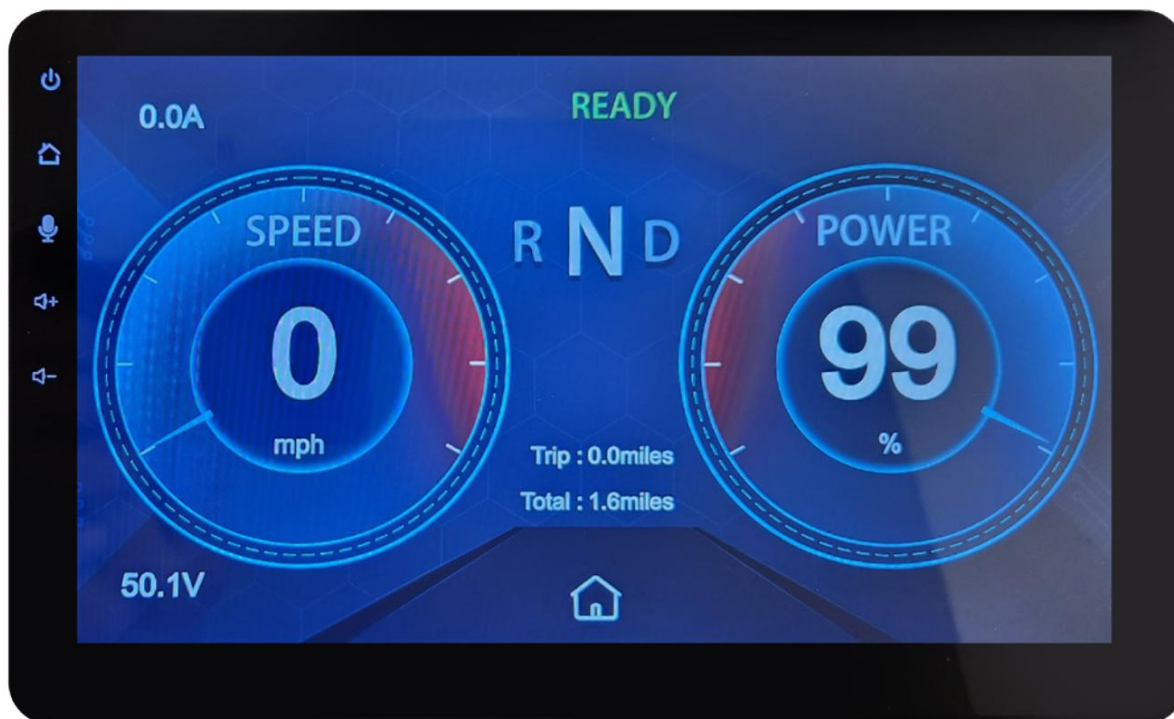 0.0A
READY
SPEED
R N D
POWER
0
99
mph
%
Trip : 0.0miles
Total : 1.6miles
50.1V